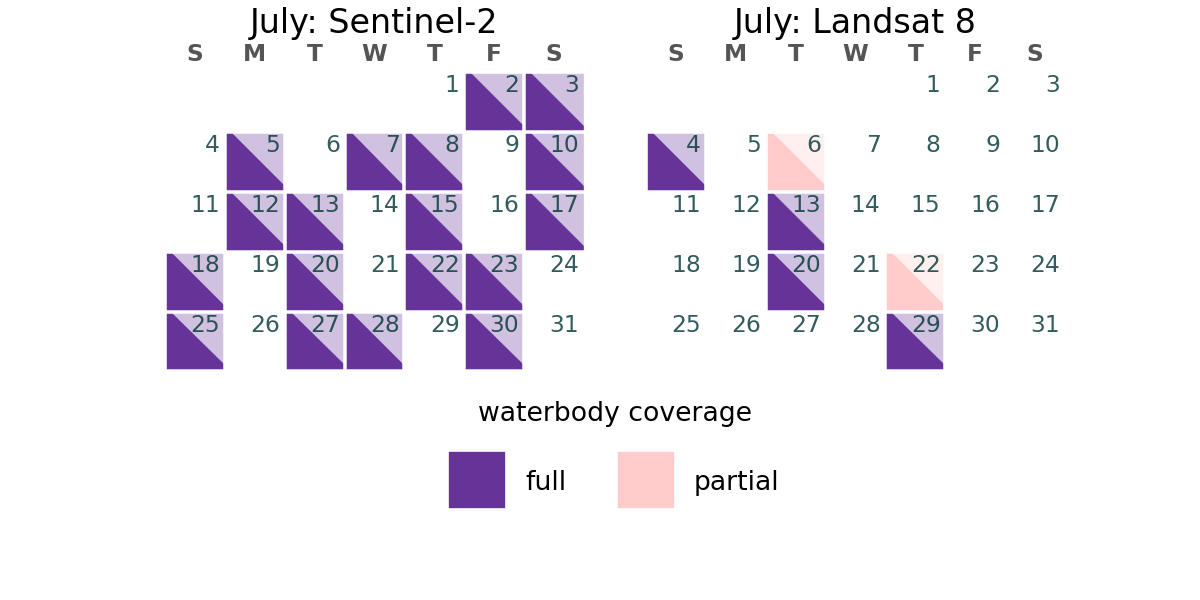 July: Sentinel-2
S M T W T F S
1 2 3
4 5 6 7 8 9 10
11 12 13 14 15 16 17
18 19 20 21 22 23 24
25 26 27 28 29 30 31
July: Landsat 8
S M T W T F S
1 2 3
4 5 6 7 8 9 10
11 12 13 14 15 16 17
18 19 20 21 22 23 24
25 26 27 28 29 30 31
waterbody coverage
full
partial